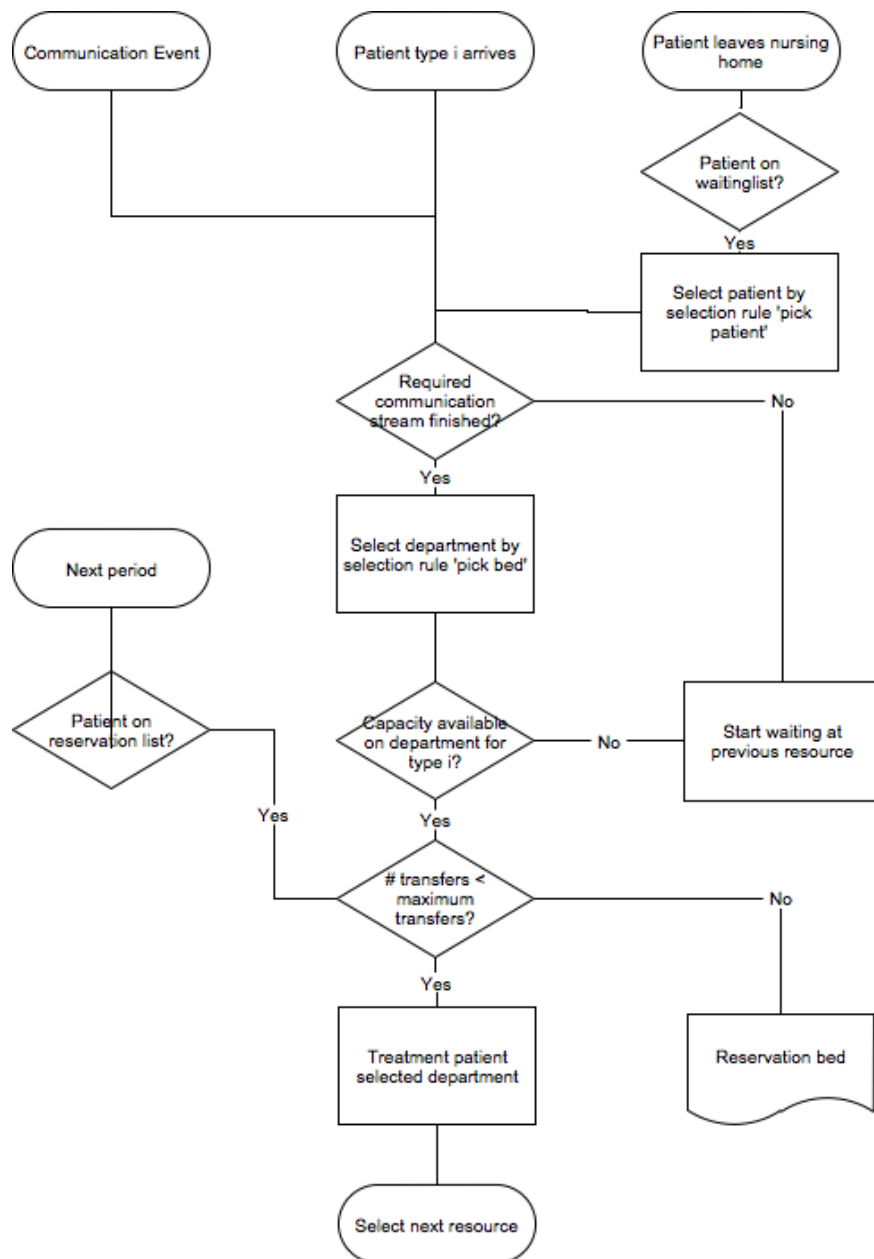 Communication Event
Patient type i arrives
Patient leaves nursing
home
Patient on
waitinglist?
Yes
Select patient by
selection rule 'pick
patient'
Required
communication
stream finished?
No
Yes
Select department by
selection rule 'pick bed'
Next period
Patient on
reservation list?
Capacity available
on department for
type i?
No
Start waiting at
previous resource
Yes
Yes
# transfers <
maximum
transfers?
No
Yes
Treatment patient
selected department
Reservation bed
Select next resource